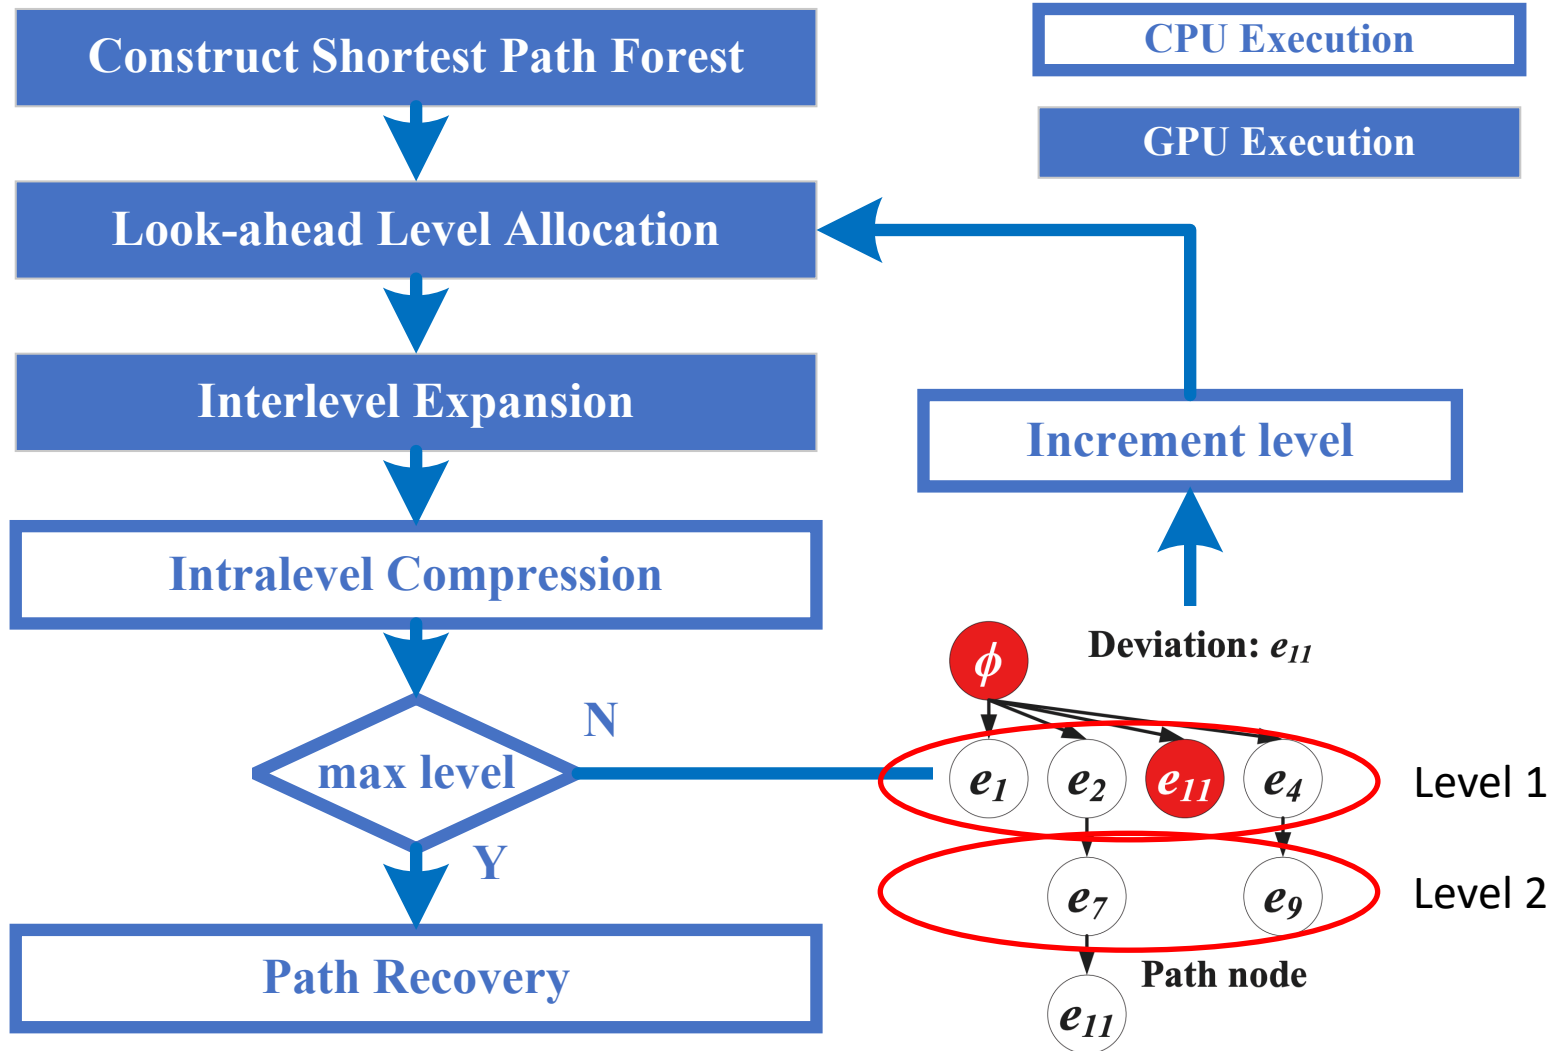 Construct Shortest Path Forest
CPU Execution
GPU Execution
Look-ahead Level Allocation
Interlevel Expansion
Increment level
Intralevel Compression
Deviation: e11
ϕ
N
max level
e1 e2 e11 e4
Level 1
Y
e7 e9
Level 2
Path Recovery
Path node
e11